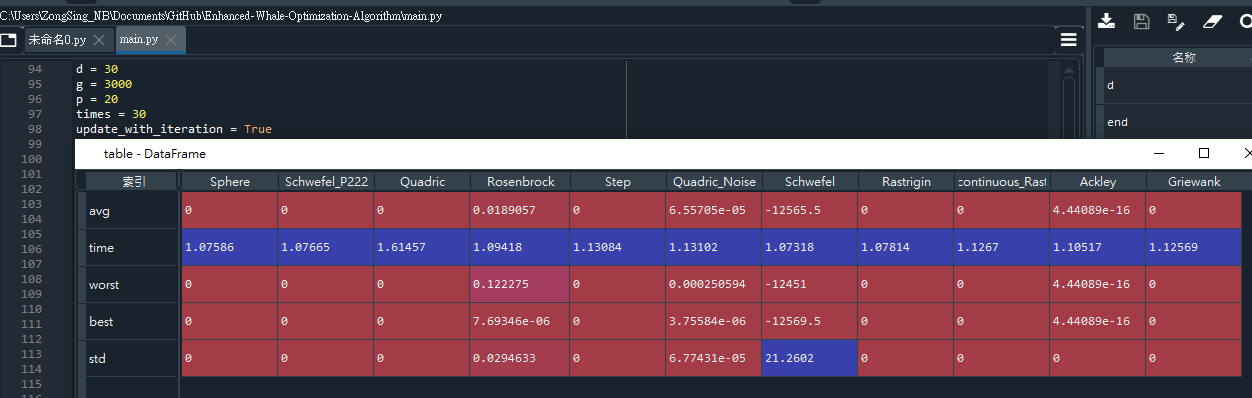 C:\Users\ZongSing_NB\Documents\GitHub\Enhanced-Whale-Optimization-Algorithm\main.py
未命名0.py main.py
名称
94 d = 30
d
95 g = 3000
96 p = 20
97 times = 30
end
98 update_with_iteration = True
99
table - DataFrame
100
101
索引 Sphere Schwefel_P222 Quadric Rosenbrock Step Quadric_Noise Schwefel Rastrigin continuous_Rast Ackley Griewank
102
103
avg 0 0 0 0.0189057 0 6.55705e-05 -12565.5 0 0 4.44089e-16 0
104
105
time 1.07586 1.07665 1.61457 1.09418 1.13084 1.13102 1.07318 1.07814 1.1267 1.10517 1.12569
106
107
108
worst 0 0 0 0.122275 0 0.000250594 -12451 0 0 4.44089e-16 0
109
110
best 0 0 0 7.69346e-06 0 3.75584e-06 -12569.5 0 0 4.44089e-16 0
111
112
113
std 0 0 0 0.0294633 0 6.77431e-05 21.2602 0 0 0 0
114
115